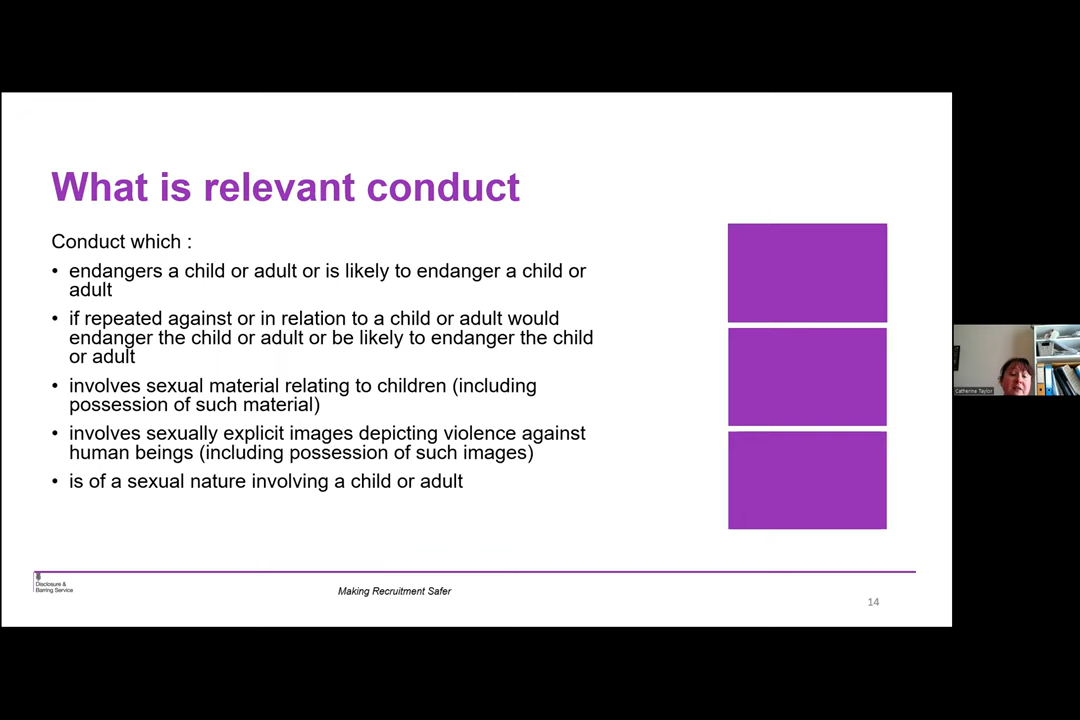 What is relevant conduct
Conduct which :
• endangers a child or adult or is likely to endanger a child or
adult
• if repeated against or in relation to a child or adult would
endanger the child or adult or be likely to endanger the child
or adult
• involves sexual material relating to children (including
possession of such material)
• involves sexually explicit images depicting violence against
human beings (including possession of such images)
• is of a sexual nature involving a child or adult
Catherine Taylor
Disclosure &
Barring Service
Making Recruitment Safer
14